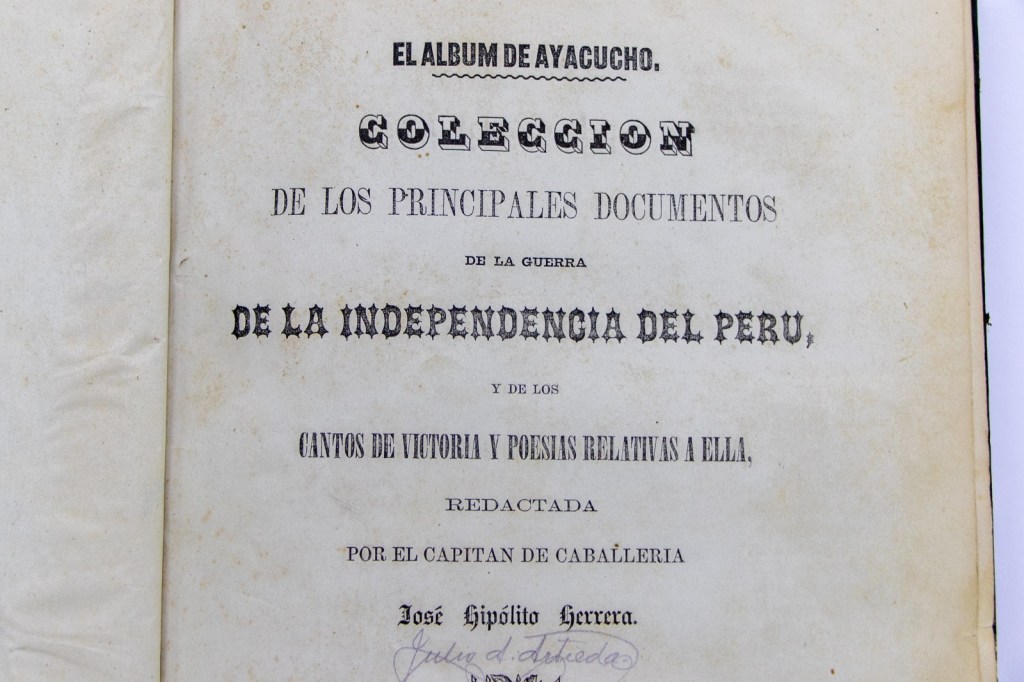 EL ALBUM DE AYACUCHO.
COLECCION
DE LOS PRINCIPALES DOCUMENTOS
DE LA GUERRA
DE LA INDEPENDENCIA DEL PERU,
Y DE LOS
CANTOS DE VICTORIA Y POESIAS RELATIVAS A ELLA,
REDACTADA
POR EL CAPITAN DE CABALLERIA
José Hipólito Herrera.
Julio A.